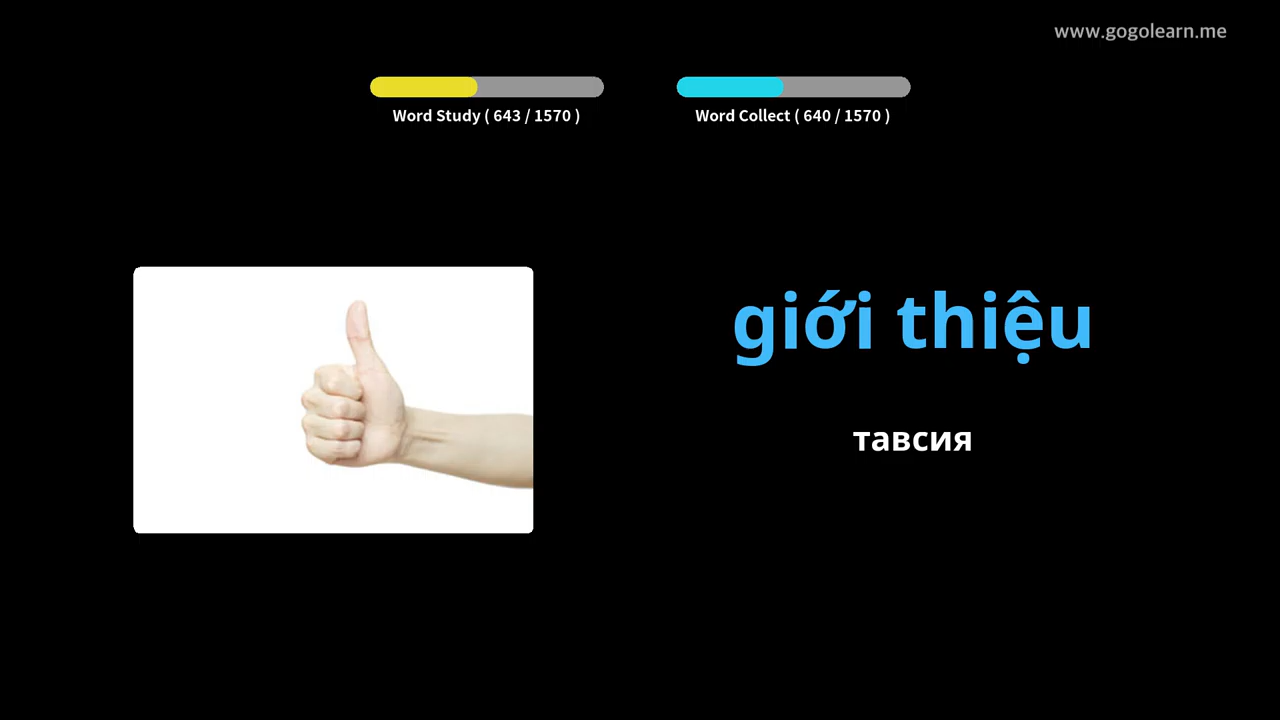 www.gogolearn.me
Word Study ( 643 / 1570 )
Word Collect ( 640 / 1570 )
giới thiệu
тавсия